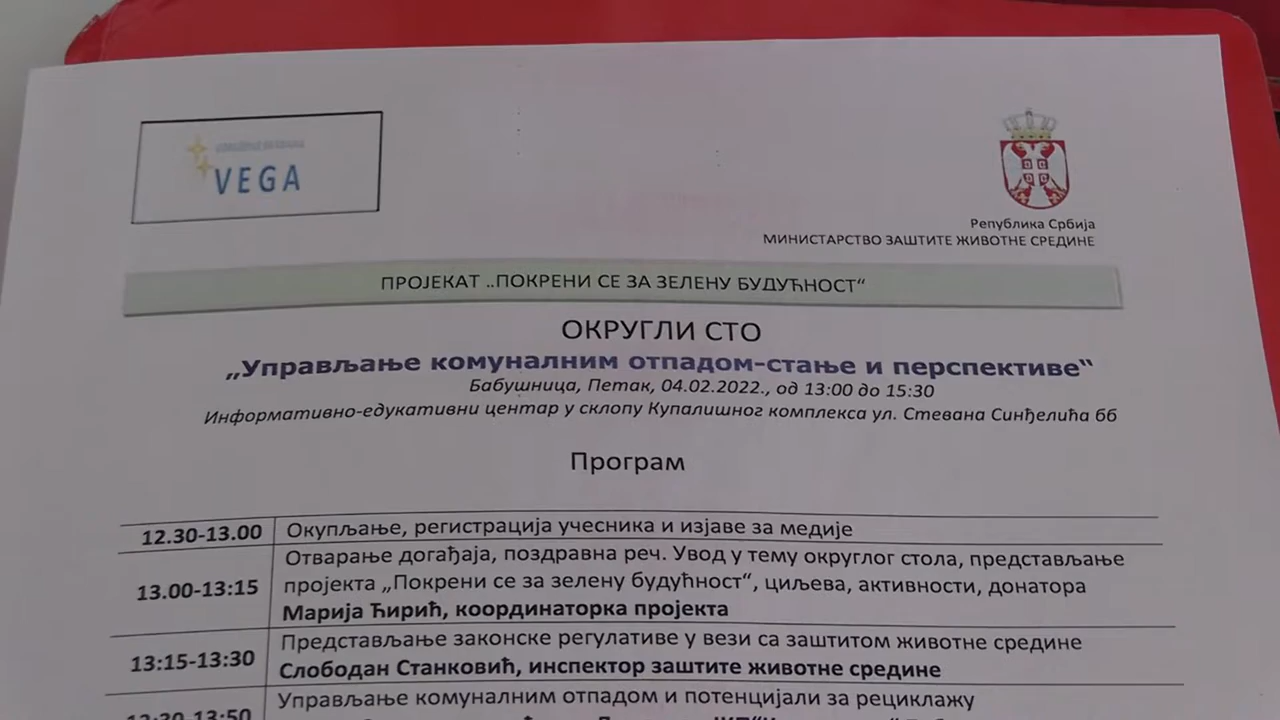 VEGA
Република Србија
МИНИСТАРСТВО ЗАШТИТЕ ЖИВОТНЕ СРЕДИНЕ
ПРОЈЕКАТ „ПОКРЕНИ СЕ ЗА ЗЕЛЕНУ БУДУЋНОСТ“
ОКРУГЛИ СТО
„Управљање комуналним отпадом-стање и перспективе“
Бабушница, Петак, 04.02.2022., од 13:00 до 15:30
Информативно-едукативни центар у склопу Купалишног комплекса ул. Стевана Синђелића бб
Програм
12.30-13.00 Окупљање, регистрација учесника и изјаве за медије
13.00-13:15 Отварање догађаја, поздравна реч. Увод у тему округлог стола, представљање
пројекта „Покрени се за зелену будућност“, циљева, активности, донатора
Марија Ћирић, координаторка пројекта
13:15-13:30 Представљање законске регулативе у вези са заштитом животне средине
Слободан Станковић, инспектор заштите животне средине
13:30-13:50 Управљање комуналним отпадом и потенцијали за рециклажу